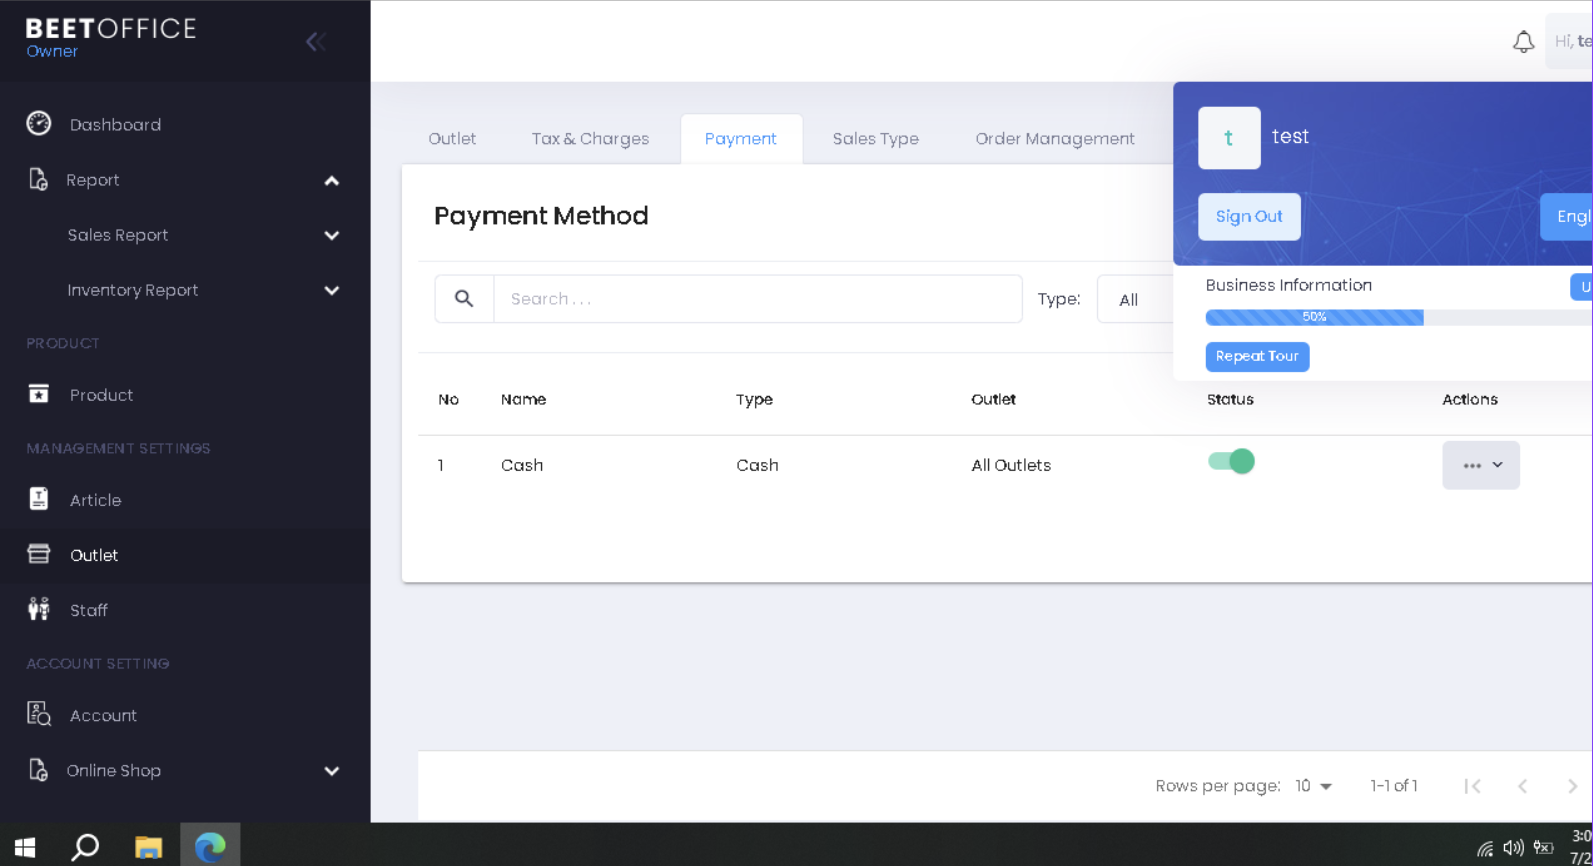 BEETOFFICE
Owner
Hi, te
Dashboard
Report
Sales Report
Inventory Report
PRODUCT
Product
MANAGEMENT SETTINGS
Article
Outlet
Staff
ACCOUNT SETTING
Account
Online Shop
Outlet Tax & Charges Payment Sales Type Order Management
t test
Sign Out Engl
Business Information U
50%
Repeat Tour
Payment Method
Search . . . Type: All
No Name Type Outlet Status Actions
1 Cash Cash All Outlets ...
Rows per page: 10 1-1 of 1
3:0
7/2